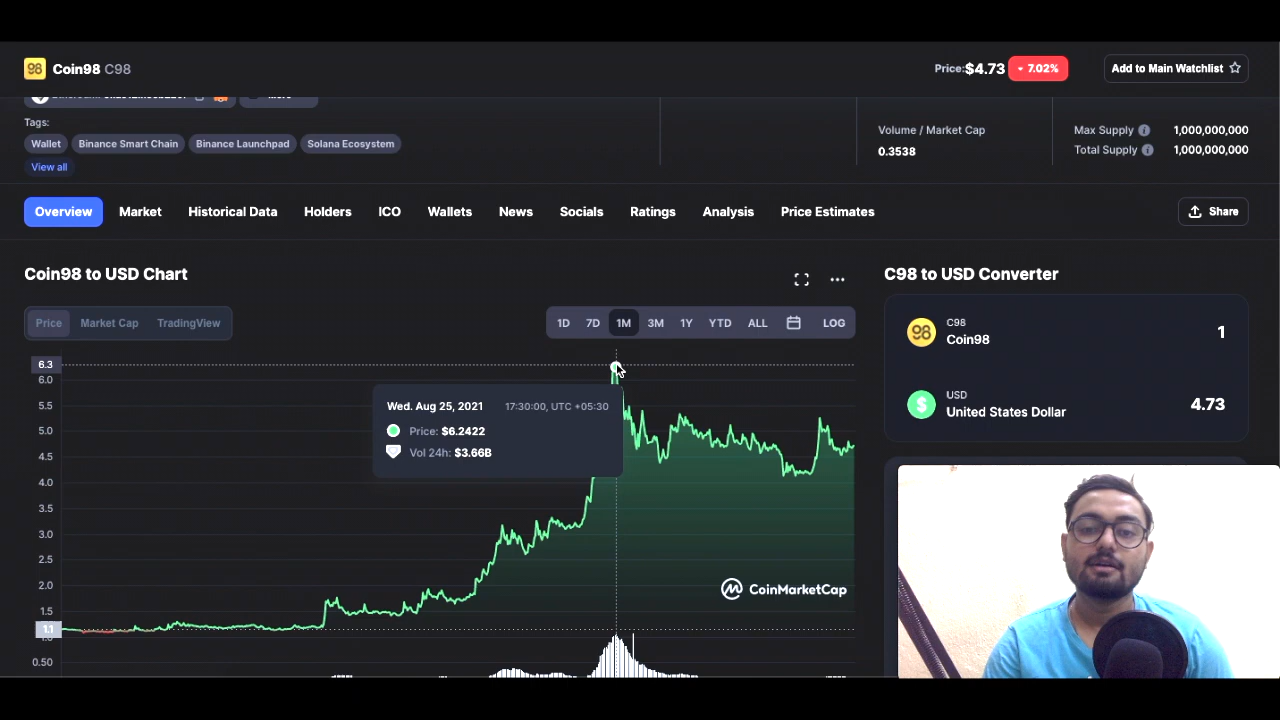 Coin98 C98
Price:$4.73 7.02%
Add to Main Watchlist
Tags:
Wallet Binance Smart Chain Binance Launchpad Solana Ecosystem
View all
Volume / Market Cap
0.3538
Max Supply 1,000,000,000
Total Supply 1,000,000,000
Overview Market Historical Data Holders ICO Wallets News Socials Ratings Analysis Price Estimates
Share
Coin98 to USD Chart
Price Market Cap TradingView
1D 7D 1M 3M 1Y YTD ALL LOG
6.3
6.0
5.5
5.0
4.5
4.0
3.5
3.0
2.5
2.0
1.5
1.1
1.0
0.50
Wed. Aug 25, 2021 17:30:00, UTC +05:30
Price: $6.2422
Vol 24h: $3.66B
CoinMarketCap
C98 to USD Converter
98
C98
Coin98
1
USD
United States Dollar
4.73